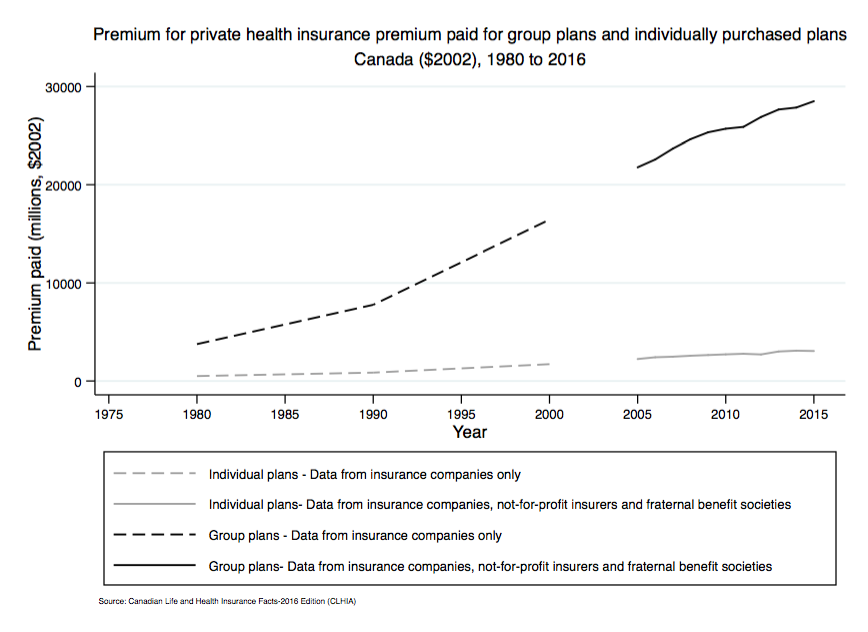 Premium for private health insurance premium paid for group plans and individually purchased plans
Canada ($2002), 1980 to 2016
Premium paid (millions, $2002)
30000
20000
10000
0
1975 1980 1985 1990 1995 2000 2005 2010 2015
Year
Individual plans - Data from insurance companies only
Individual plans- Data from insurance companies, not-for-profit insurers and fraternal benefit societies
Group plans - Data from insurance companies only
Group plans- Data from insurance companies, not-for-profit insurers and fraternal benefit societies
Source: Canadian Life and Health Insurance Facts-2016 Edition (CLHIA)